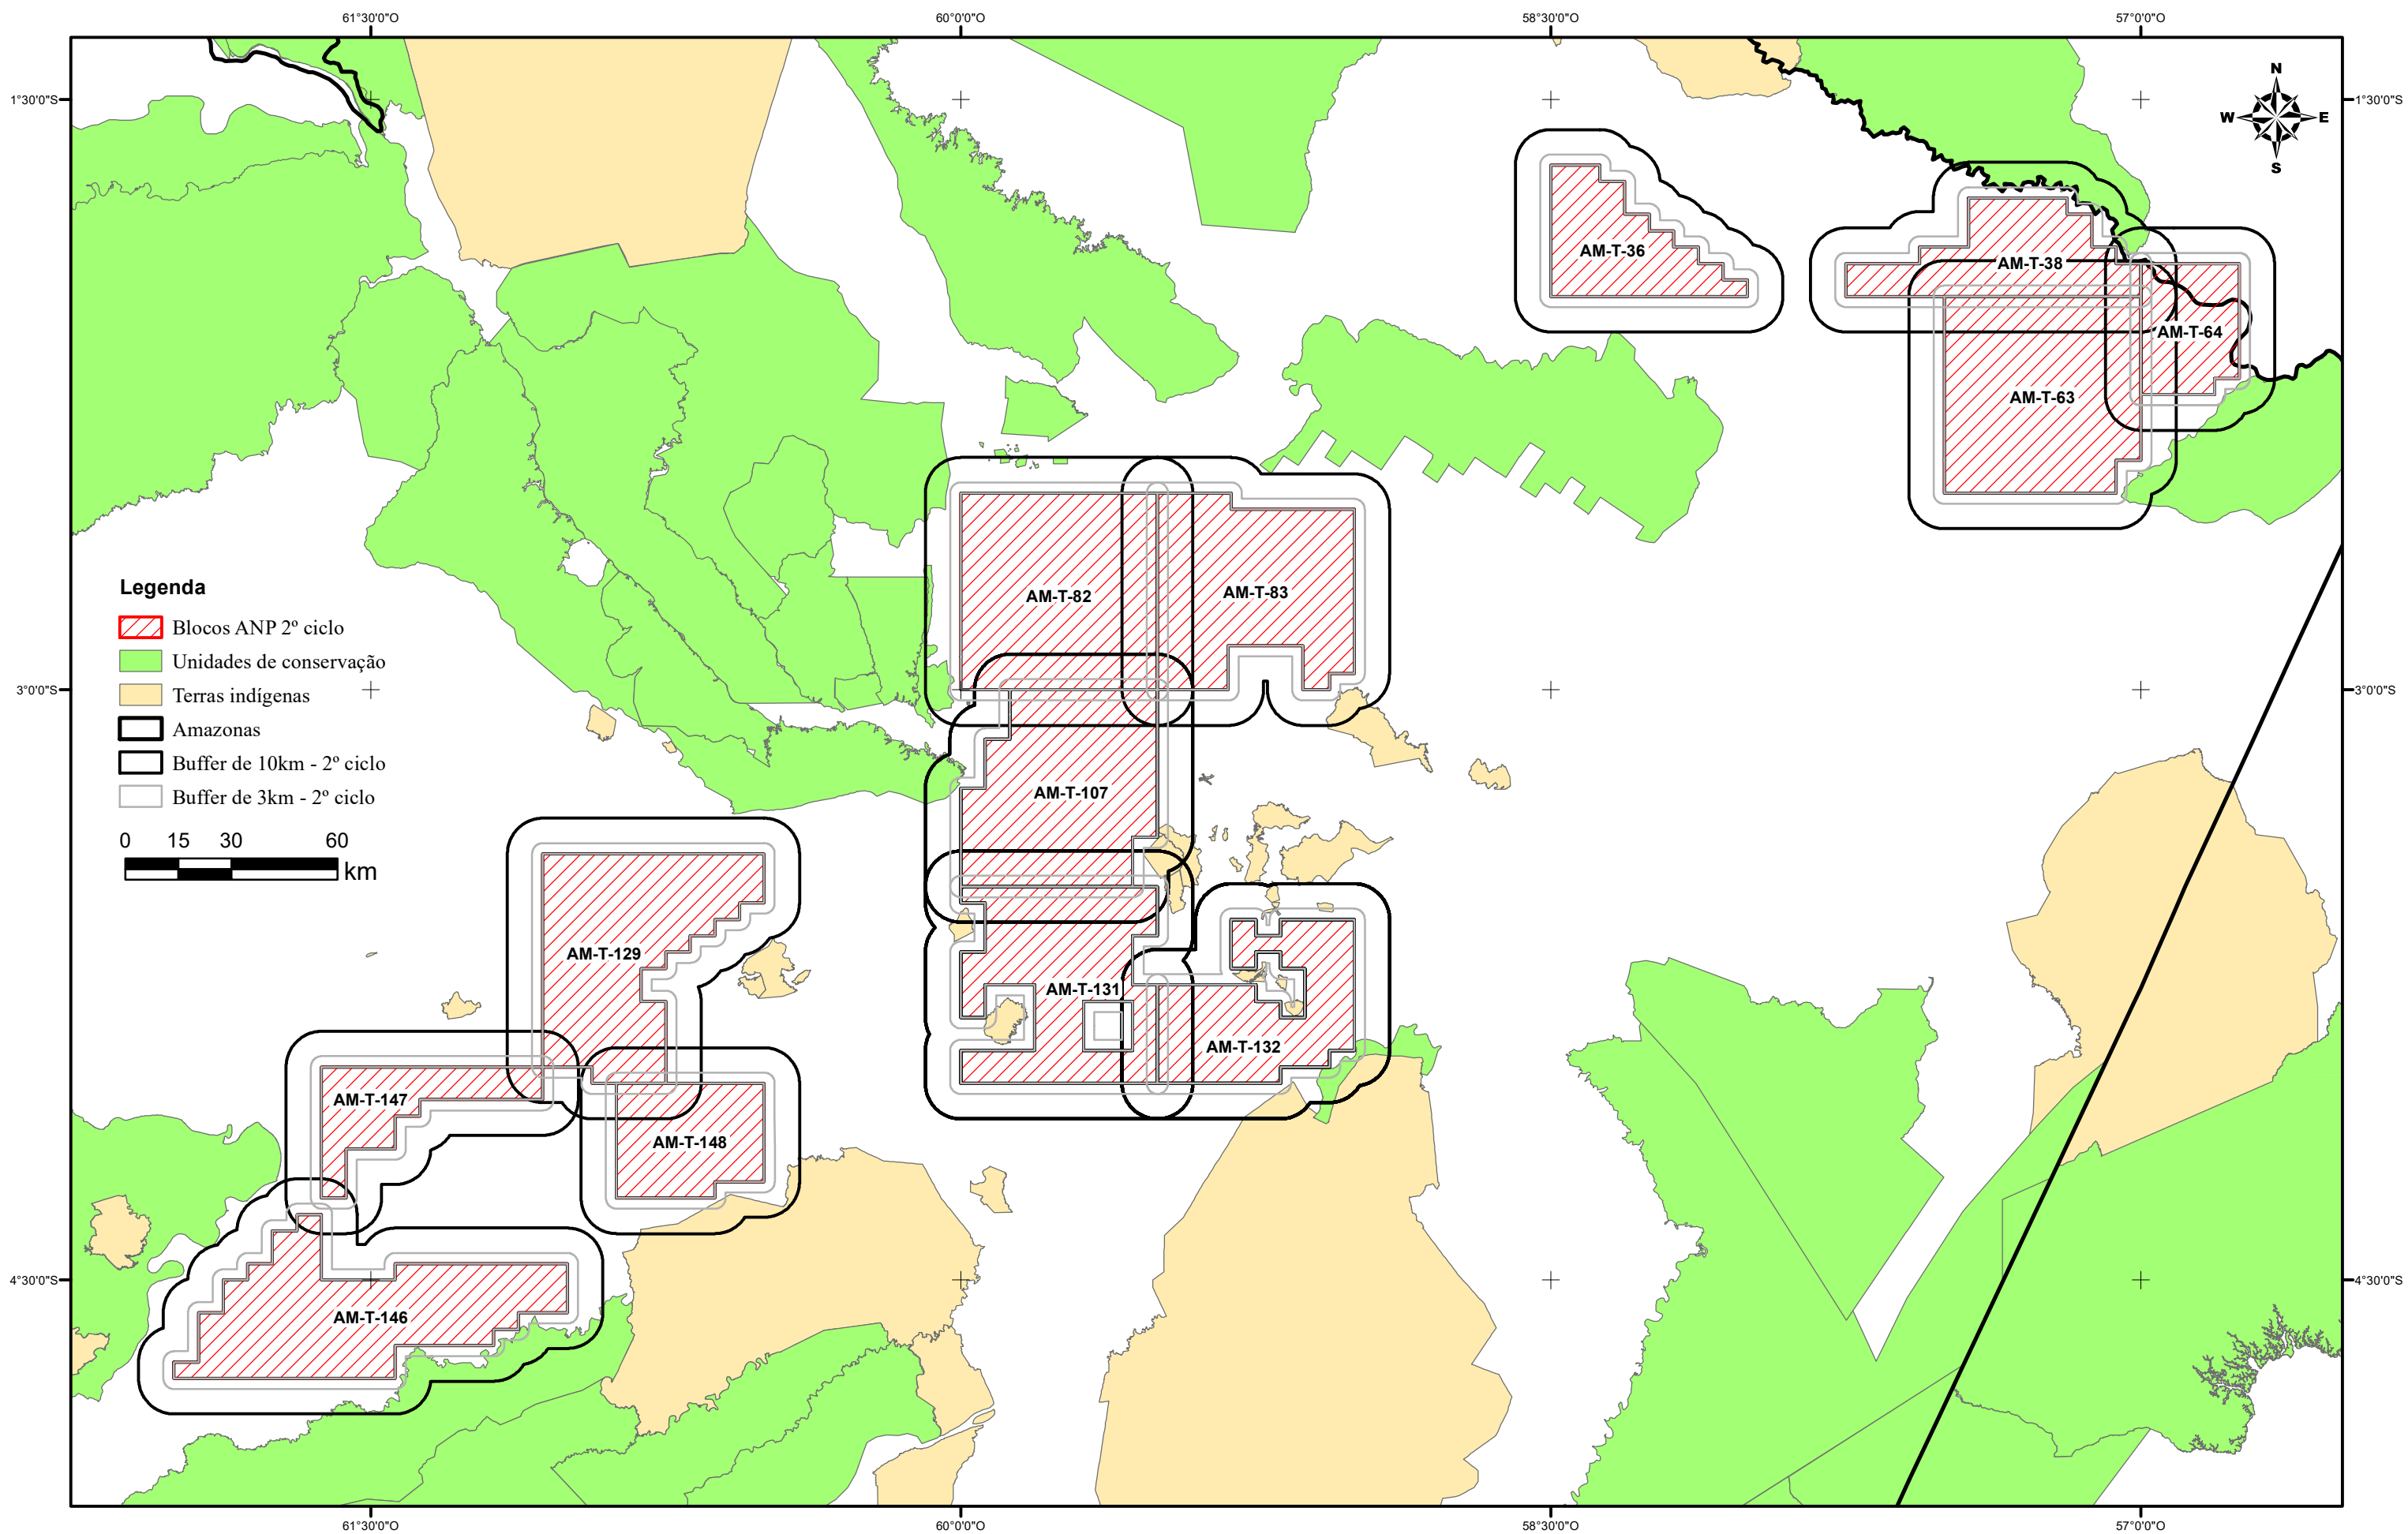 61°30'0"O 60°0'0"O 58°30'0"O 57°0'0"O
1°30'0"S 1°30'0"S
N
W E
S
AM-T-36
AM-T-38
AM-T-64
AM-T-63
AM-T-82
AM-T-83
Legenda
Blocos ANP 2º ciclo
Unidades de conservação
Terras indígenas
Amazonas
Buffer de 10km - 2º ciclo
Buffer de 3km - 2º ciclo
0 15 30 60
km
3°0'0"S 3°0'0"S
AM-T-107
AM-T-129
AM-T-131
AM-T-132
AM-T-147
AM-T-148
AM-T-146
4°30'0"S 4°30'0"S
61°30'0"O 60°0'0"O 58°30'0"O 57°0'0"O